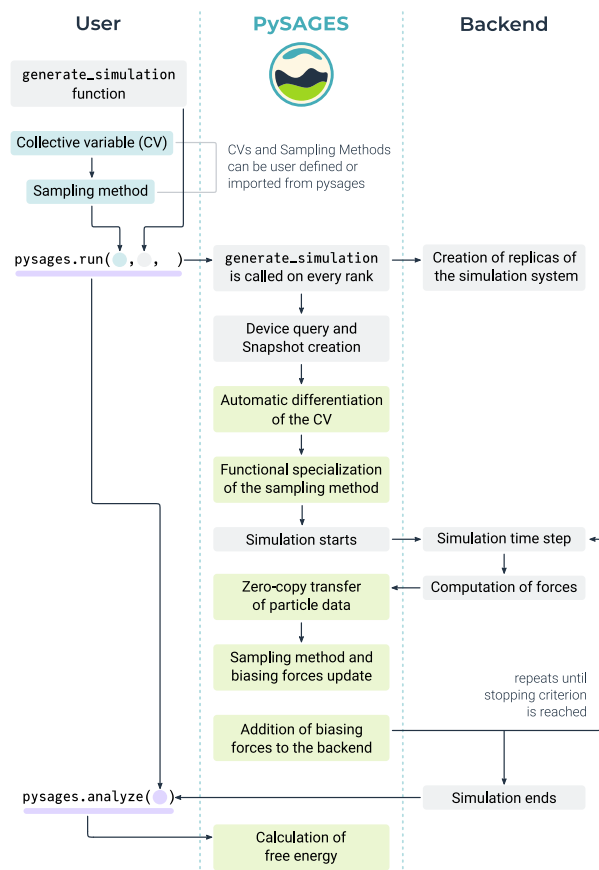 User
PySAGES
Backend
generate_simulation
function
Collective variable (CV)
Sampling method
CVs and Sampling Methods
can be user defined or
imported from pysages
pysages.run( , , )
generate_simulation
is called on every rank
Creation of replicas of
the simulation system
Device query and
Snapshot creation
Automatic differentiation
of the CV
Functional specialization
of the sampling method
Simulation starts
Simulation time step
Zero-copy transfer
of particle data
Computation of forces
Sampling method and
biasing forces update
repeats until
stopping criterion
is reached
Addition of biasing
forces to the backend
pysages.analyze( )
Simulation ends
Calculation of
free energy